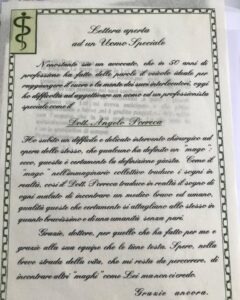 Lettera aperta
ad un Uomo Speciale
Nonostante sia un avvocato, che in 50 anni di
professione ha fatto delle parole il veicolo ideale per
raggiungere il cuore e la mente dei suoi interlocutori, oggi
ho difficoltà ad aggettivare un uomo ed un professionista
speciale come il
Dott. Angelo Porreca
Ho subito un difficile e delicato intervento chirurgico ad
opera dello stesso, che qualcuno ha definito un "mago"
ecco, questa è certamente la definizione giusta. Come il
"mago" nell'immaginario collettivo traduce i sogni in
realtà, così il Dott. Porreca traduce in realtà il sogno di
ogni malato di incontrare un medico bravo ed umano,
qualità queste che certamente si attagliano allo stesso in
quanto bravissimo e di una umanità senza pari.
Grazie, dottore, per quello che ha fatto per me e
grazie alla sua equipe che la tiene testa. Spero, nella
breve strada della vita, che mi resta da percorrere, di
incontrare altri "maghi" come Lei ma non ci credo.
Grazie ancora.